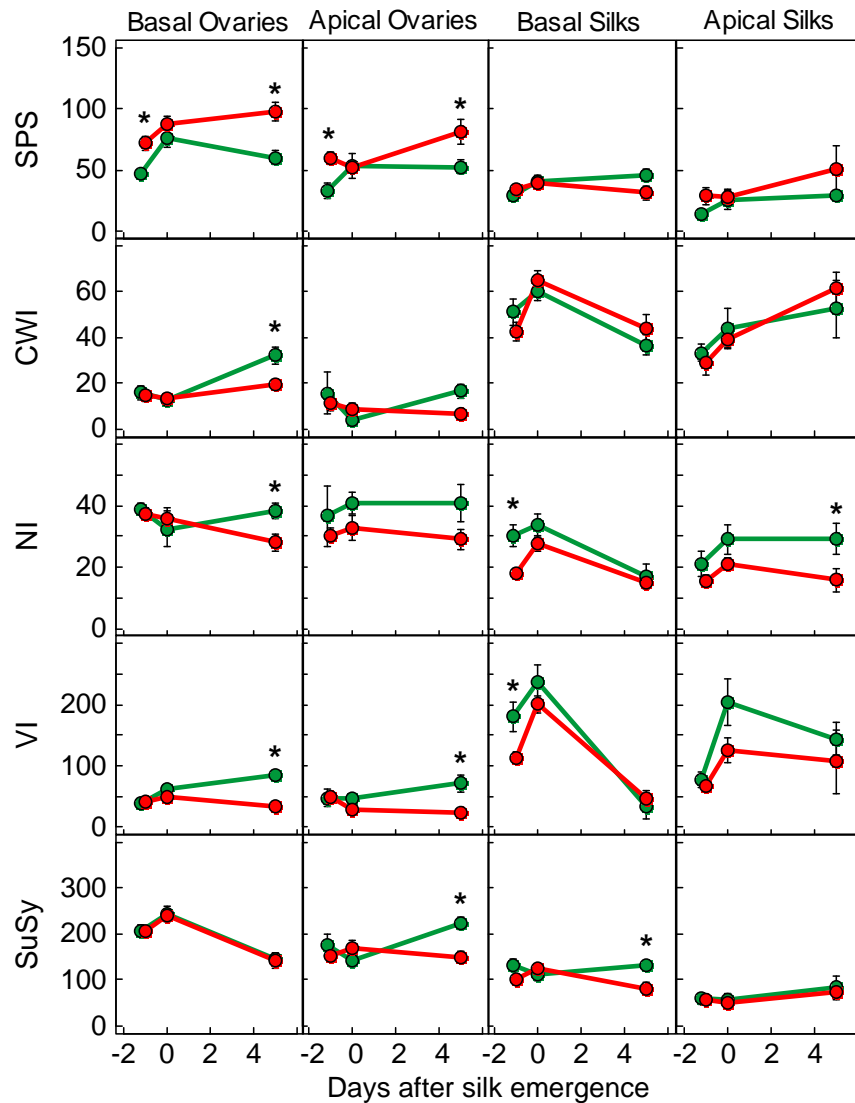 Basal Ovaries Apical Ovaries Basal Silks Apical Silks
150
100
50
0
SPS
* * * *
60
40
20
0
CWI
*
40
20
0
NI
* * *
200
100
0
VI
* * *
300
200
100
0
SuSy
* *
-2 0 2 4 -2 0 2 4 -2 0 2 4 -2 0 2 4
Days after silk emergence